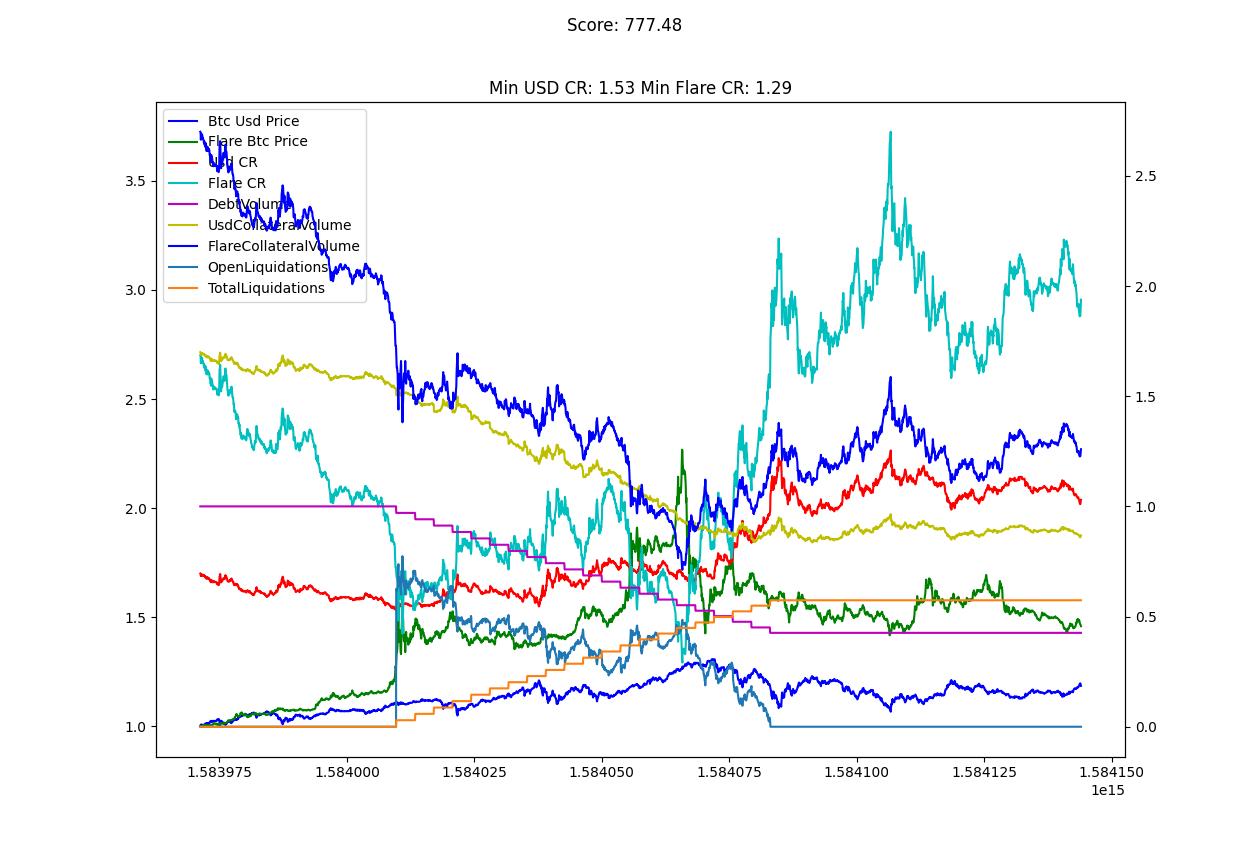 Score: 777.48
Min USD CR: 1.53 Min Flare CR: 1.29
Btc Usd Price
Flare Btc Price
Usd CR
Flare CR
DebtVolume
UsdCollateralVolume
FlareCollateralVolume
OpenLiquidations
TotalLiquidations
3.5
3.0
2.5
2.0
1.5
1.0
2.5
2.0
1.5
1.0
0.5
0.0
1.583975
1.584000
1.584025
1.584050
1.584075
1.584100
1.584125
1.584150
1e15